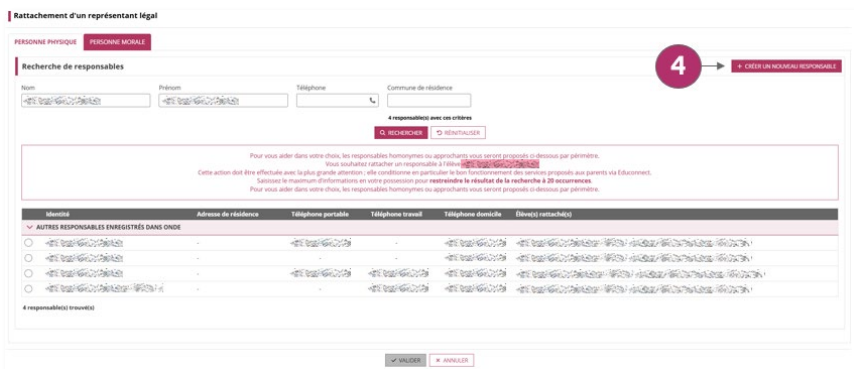 Rattachement d'un représentant légal
PERSONNE PHYSIQUE PERSONNE MORALE
Recherche de responsables
4
+ CRÉER UN NOUVEAU RESPONSABLE
Nom Prénom Téléphone Commune de résidence
4 responsable(s) avec ces critères
RECHERCHER RÉINITIALISER
Pour vous aider dans votre choix, les responsables homonymes ou approchants vous seront proposés ci-dessous par périmètre.
Vous souhaitez rattacher un responsable à l'élève
Cette action doit être effectuée avec la plus grande attention ; elle conditionne en particulier le bon fonctionnement des services proposés aux parents via Educonnect.
Saisissez le maximum d'informations en votre possession pour restreindre le résultat de la recherche à 20 occurrences.
Pour vous aider dans votre choix, les responsables homonymes ou approchants vous seront proposés ci-dessous par périmètre.
Identité Adresse de résidence Téléphone portable Téléphone travail Téléphone domicile Élève(s) rattaché(s)
AUTRES RESPONSABLES ENREGISTRÉS DANS ONDE
- -
- - -
-
- -
4 responsable(s) trouvé(s)
VALIDER ANNULER